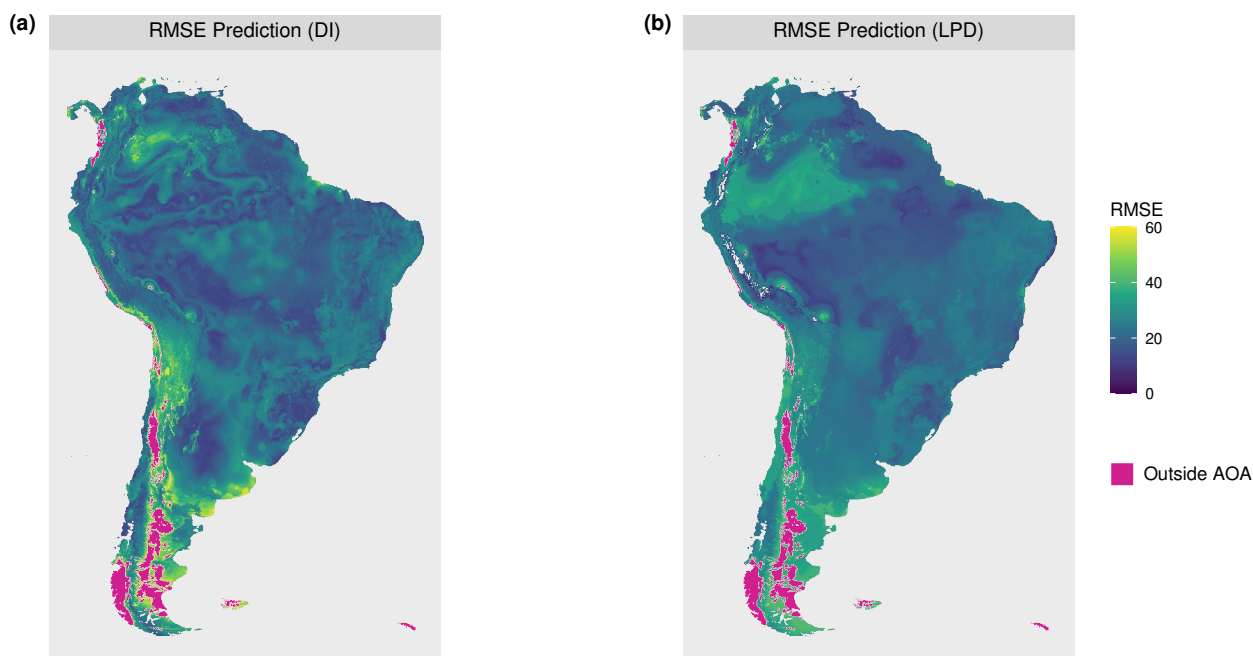 (a)
RMSE Prediction (DI)
(b)
RMSE Prediction (LPD)
RMSE
60
40
20
0
Outside AOA